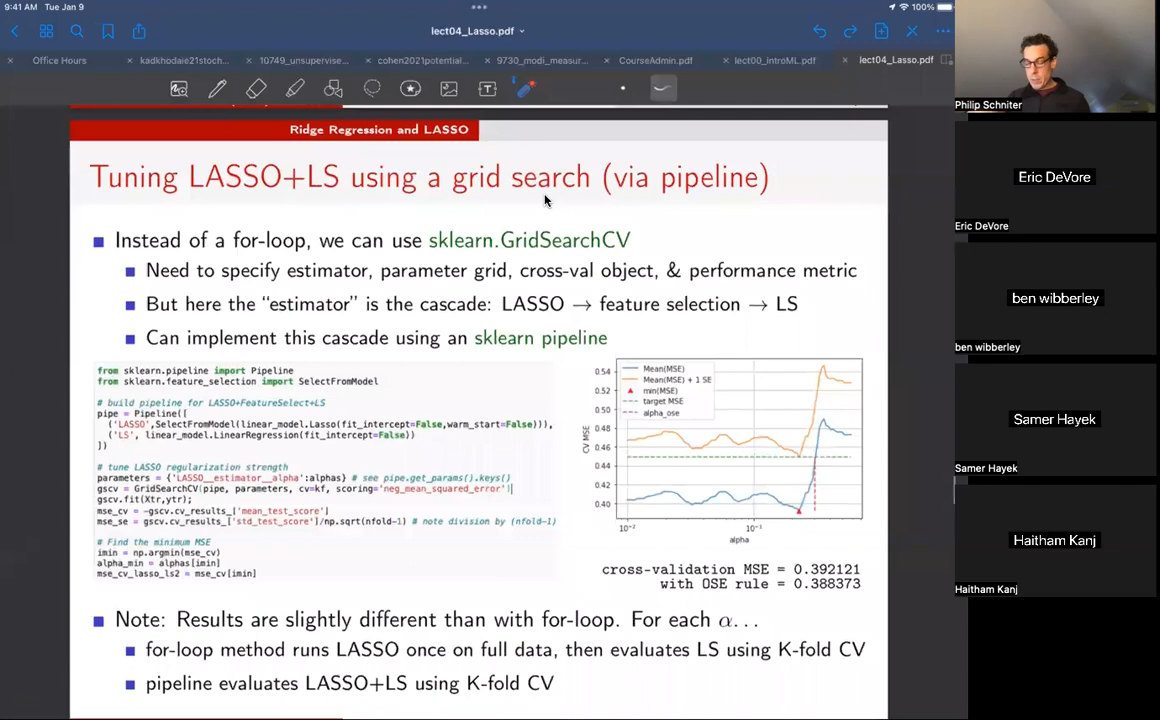 9:41 AM Tue Jan 9
100%
lect04_Lasso.pdf
Office Hours
kadkhodaie21stoch...
10749_unsupervise...
cohen2021potential...
9730_modi_measur...
CourseAdmin.pdf
lect00_introML.pdf
lect04_Lasso.pdf
Ridge Regression and LASSO
Tuning LASSO+LS using a grid search (via pipeline)
Instead of a for-loop, we can use sklearn.GridSearchCV
Need to specify estimator, parameter grid, cross-val object, & performance metric
But here the “estimator” is the cascade: LASSO → feature selection → LS
Can implement this cascade using an sklearn pipeline
from sklearn.pipeline import Pipeline
from sklearn.feature_selection import SelectFromModel
# build pipeline for LASSO+FeatureSelect+LS
pipe = Pipeline([
('LASSO',SelectFromModel(linear_model.Lasso(fit_intercept=False,warm_start=False))),
('LS', linear_model.LinearRegression(fit_intercept=False))
])
# tune LASSO regularization strength
parameters = {'LASSO__estimator__alpha':alphas} # see pipe.get_params().keys()
gscv = GridSearchCV(pipe, parameters, cv=kf, scoring='neg_mean_squared_error')
gscv.fit(Xtr,ytr);
mse_cv = -gscv.cv_results_['mean_test_score']
mse_se = gscv.cv_results_['std_test_score']/np.sqrt(nfold-1) # note division by (nfold-1)
# Find the minimum MSE
imin = np.argmin(mse_cv)
alpha_min = alphas[imin]
mse_cv_lasso_ls2 = mse_cv[imin]
Mean(MSE)
Mean(MSE) + 1 SE
min(MSE)
target MSE
alpha_ose
0.54
0.52
0.50
0.48
0.46
0.44
0.42
0.40
CV MSE
10⁻²
10⁻¹
alpha
cross-validation MSE = 0.392121
with OSE rule = 0.388373
Note: Results are slightly different than with for-loop. For each α...
for-loop method runs LASSO once on full data, then evaluates LS using K-fold CV
pipeline evaluates LASSO+LS using K-fold CV
Philip Schniter
Eric DeVore
Eric DeVore
ben wibberley
ben wibberley
Samer Hayek
Samer Hayek
Haitham Kanj
Haitham Kanj